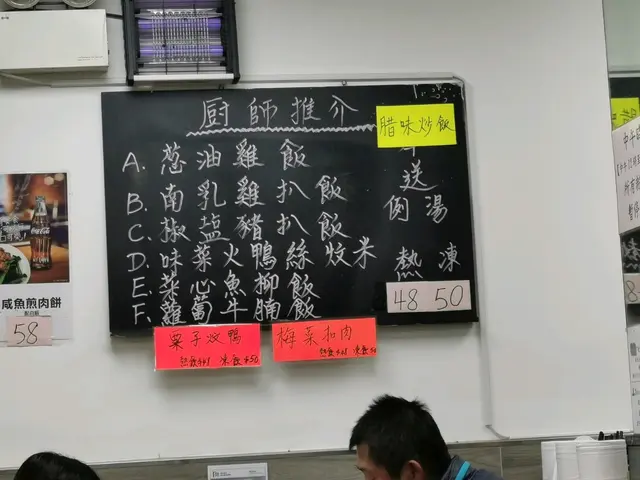 廚師推介
腊味炒飯
A. 葱油雞飯
B. 南乳雞扒飯
C. 椒塩豬扒飯
D. 味菜火鴨絲炆米
E. 菜心魚柳飯
F. 蘿蔔牛腩飯
送
例湯
熱 凍
48 50
栗子炆鴨
梅菜扣肉
咸魚煎肉餅
58